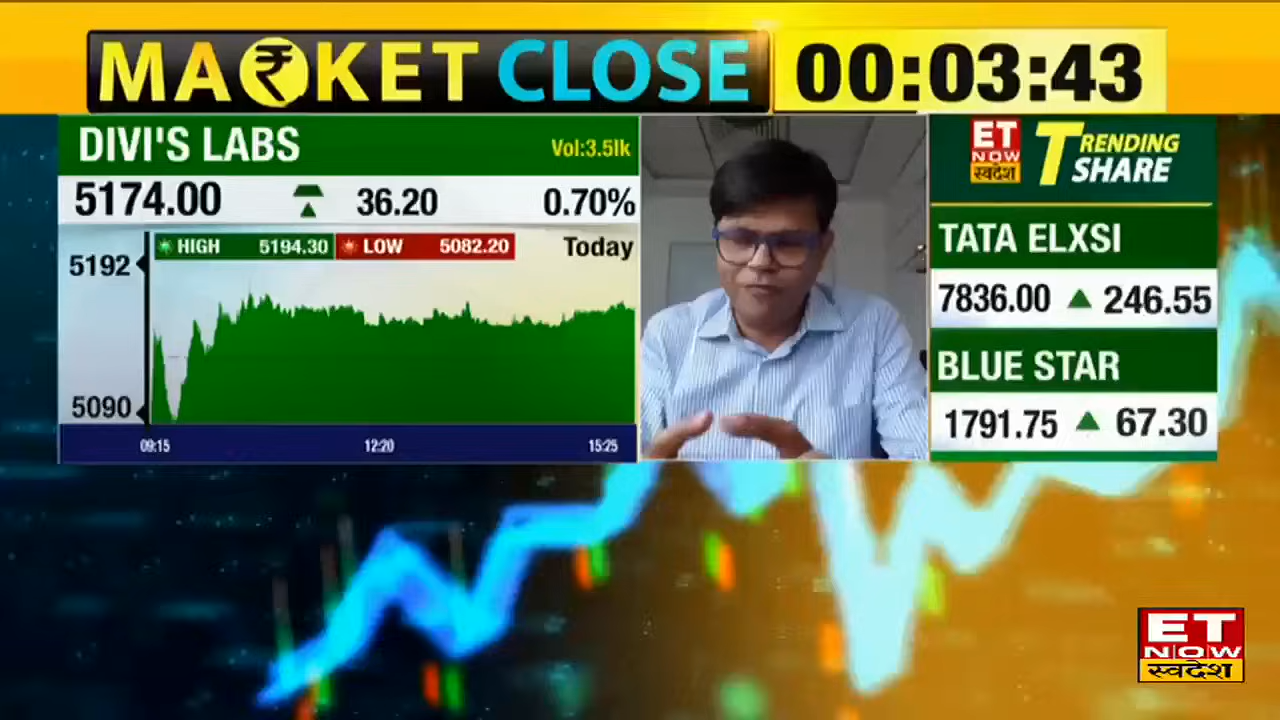 MA₹KET CLOSE 00:03:43
DIVI'S LABS Vol:3.5lk
5174.00 36.20 0.70%
HIGH 5194.30 LOW 5082.20 Today
5192
5090
09:15 12:20 15:25
ET NOW स्वदेश
TRENDING SHARE
TATA ELXSI
7836.00 246.55
BLUE STAR
1791.75 67.30
ET
NOW
स्वदेश